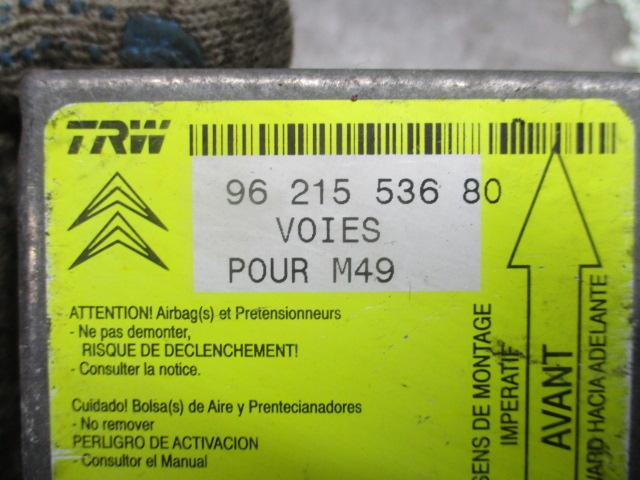 TRW
96 215 536 80
VOIES
POUR M49
ATTENTION! Airbag(s) et Pretensionneurs
- Ne pas demonter,
RISQUE DE DECLENCHEMENT!
- Consulter la notice.
Cuidado! Bolsa(s) de Aire y Prentecianadores
- No remover
PERLIGRO DE ACTIVACION
- Consultor el Manual
SENS DE MONTAGE
IMPERATIF
AVANT
WARD HACIA ADELANTE